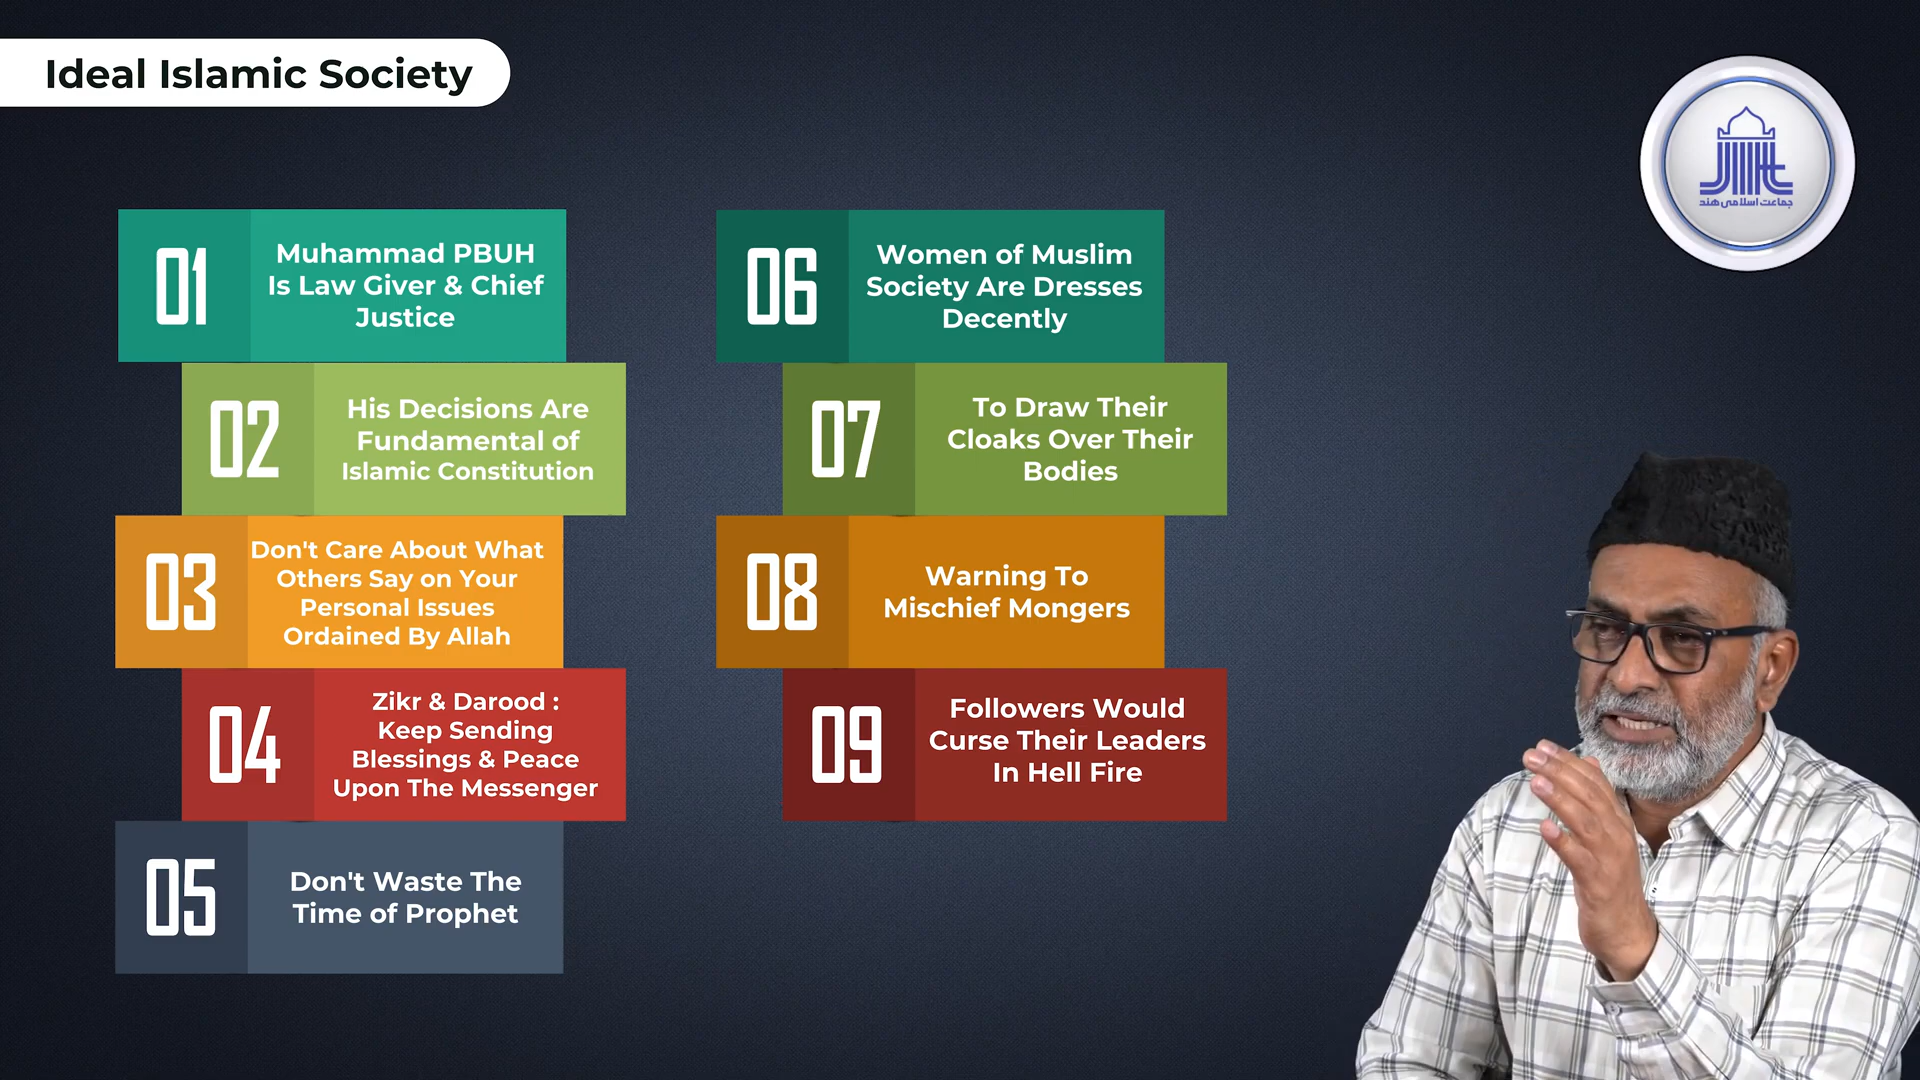 Ideal Islamic Society
جماعت اسلامی هند
01
Muhammad PBUH
Is Law Giver & Chief
Justice
02
His Decisions Are
Fundamental of
Islamic Constitution
03
Don't Care About What
Others Say on Your
Personal Issues
Ordained By Allah
04
Zikr & Darood :
Keep Sending
Blessings & Peace
Upon The Messenger
05
Don't Waste The
Time of Prophet
06
Women of Muslim
Society Are Dresses
Decently
07
To Draw Their
Cloaks Over Their
Bodies
08
Warning To
Mischief Mongers
09
Followers Would
Curse Their Leaders
In Hell Fire